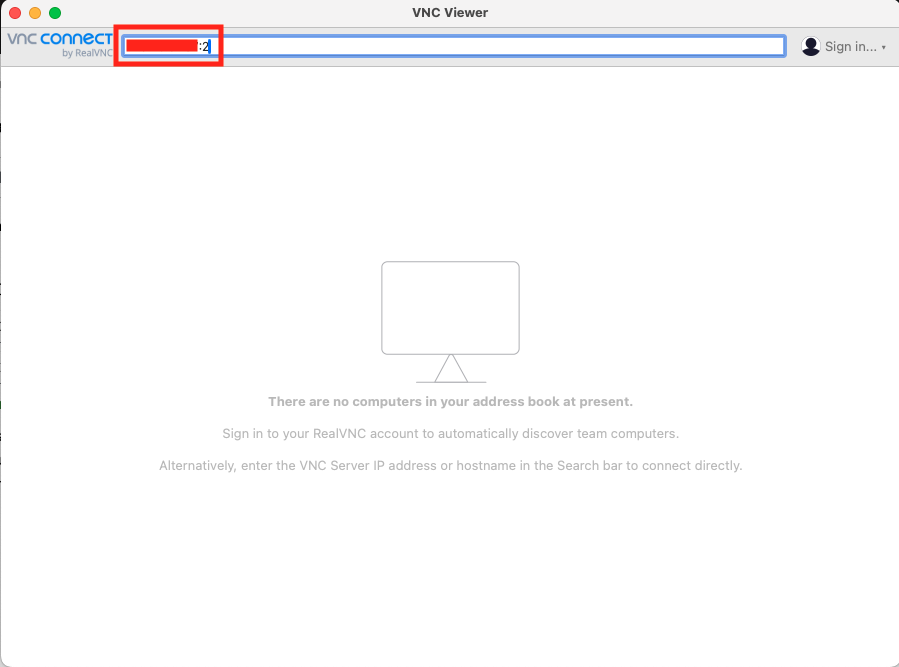 VNC Viewer
vnc connect
by RealVNC
:2
Sign in...
There are no computers in your address book at present.
Sign in to your RealVNC account to automatically discover team computers.
Alternatively, enter the VNC Server IP address or hostname in the Search bar to connect directly.